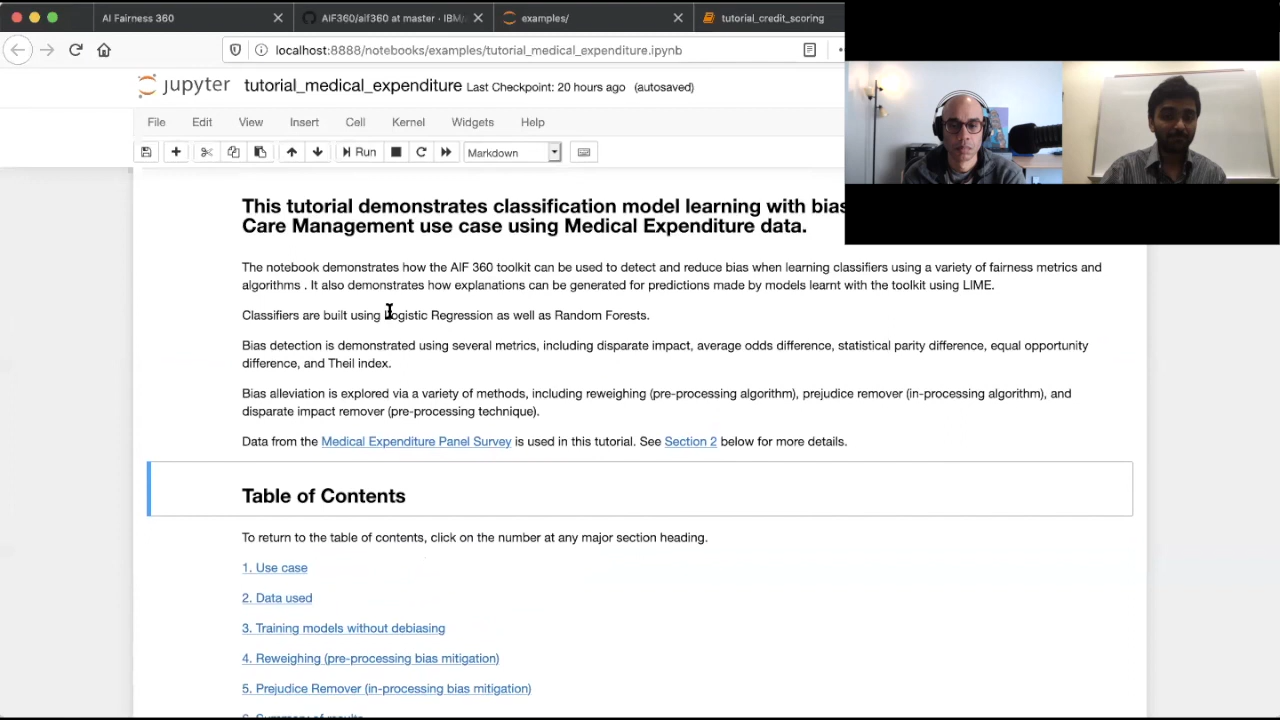 AI Fairness 360
AIF360/aif360 at master · IBM/
examples/
tutorial_credit_scoring
localhost:8888/notebooks/examples/tutorial_medical_expenditure.ipynb
jupyter tutorial_medical_expenditure Last Checkpoint: 20 hours ago (autosaved)
File Edit View Insert Cell Kernel Widgets Help
Run Markdown
This tutorial demonstrates classification model learning with bias
Care Management use case using Medical Expenditure data.
The notebook demonstrates how the AIF 360 toolkit can be used to detect and reduce bias when learning classifiers using a variety of fairness metrics and
algorithms . It also demonstrates how explanations can be generated for predictions made by models learnt with the toolkit using LIME.
Classifiers are built using Logistic Regression as well as Random Forests.
Bias detection is demonstrated using several metrics, including disparate impact, average odds difference, statistical parity difference, equal opportunity
difference, and Theil index.
Bias alleviation is explored via a variety of methods, including reweighing (pre-processing algorithm), prejudice remover (in-processing algorithm), and
disparate impact remover (pre-processing technique).
Data from the Medical Expenditure Panel Survey is used in this tutorial. See Section 2 below for more details.
Table of Contents
To return to the table of contents, click on the number at any major section heading.
1. Use case
2. Data used
3. Training models without debiasing
4. Reweighing (pre-processing bias mitigation)
5. Prejudice Remover (in-processing bias mitigation)
6. Summary of results